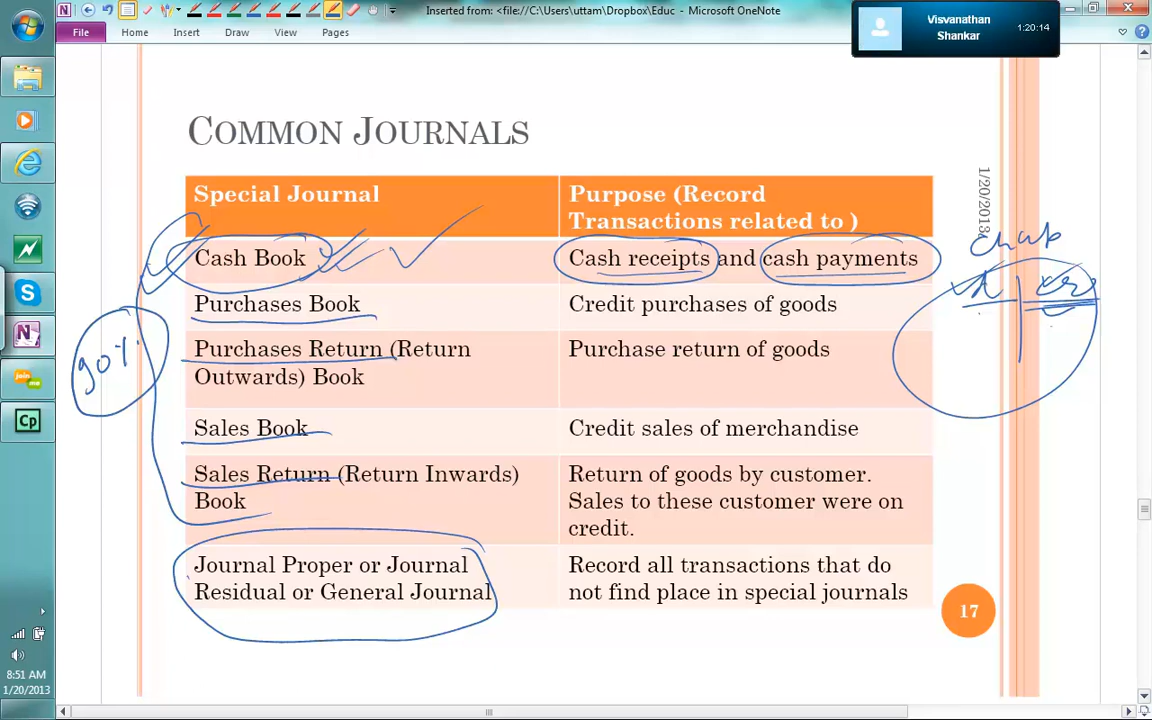 Inserted from: <file://C:\Users\uttam\Dropbox\Educ - Microsoft OneNote
File Home Insert Draw View Pages
Visvanathan
Shankar
1:20:14
COMMON JOURNALS
1/20/2013
Special Journal
Purpose (Record
Transactions related to )
Cash Book
Cash receipts and cash payments
Purchases Book
Credit purchases of goods
Purchases Return (Return
Outwards) Book
Purchase return of goods
Sales Book
Credit sales of merchandise
Sales Return (Return Inwards)
Book
Return of goods by customer.
Sales to these customer were on
credit.
Journal Proper or Journal
Residual or General Journal
Record all transactions that do
not find place in special journals
17
90%
join
me
Cp
8:51 AM
1/20/2013